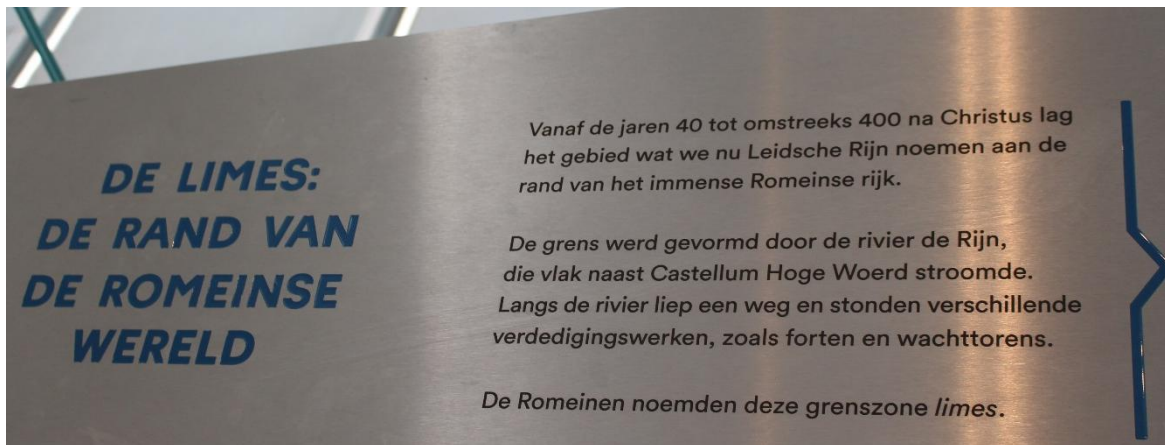 DE LIMES:
DE RAND VAN
DE ROMEINSE
WERELD
Vanaf de jaren 40 tot omstreeks 400 na Christus lag
het gebied wat we nu Leidsche Rijn noemen aan de
rand van het immense Romeinse rijk.
De grens werd gevormd door de rivier de Rijn,
die vlak naast Castellum Hoge Woerd stroomde.
Langs de rivier liep een weg en stonden verschillende
verdedigingswerken, zoals forten en wachttorens.
De Romeinen noemden deze grenszone limes.